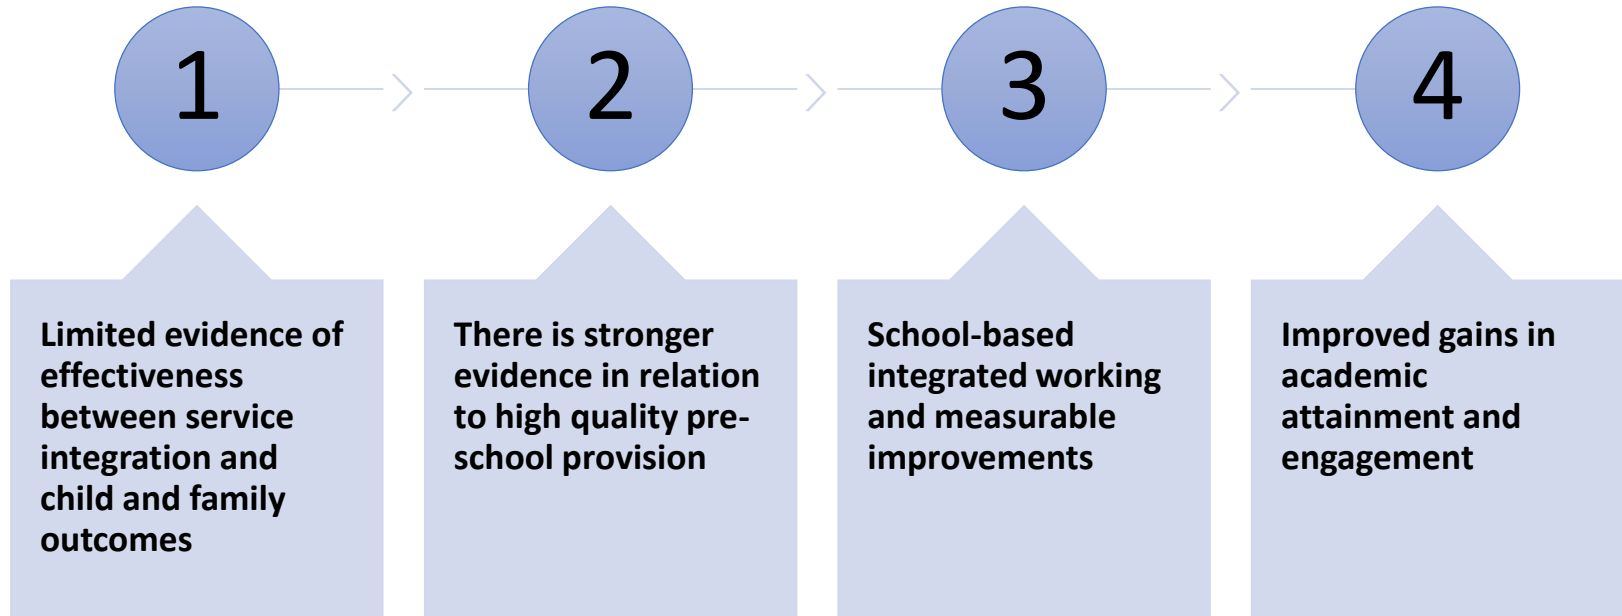 1
2
3
4
Limited evidence of
effectiveness
between service
integration and
child and family
outcomes
There is stronger
evidence in relation
to high quality pre-
school provision
School-based
integrated working
and measurable
improvements
Improved gains in
academic
attainment and
engagement